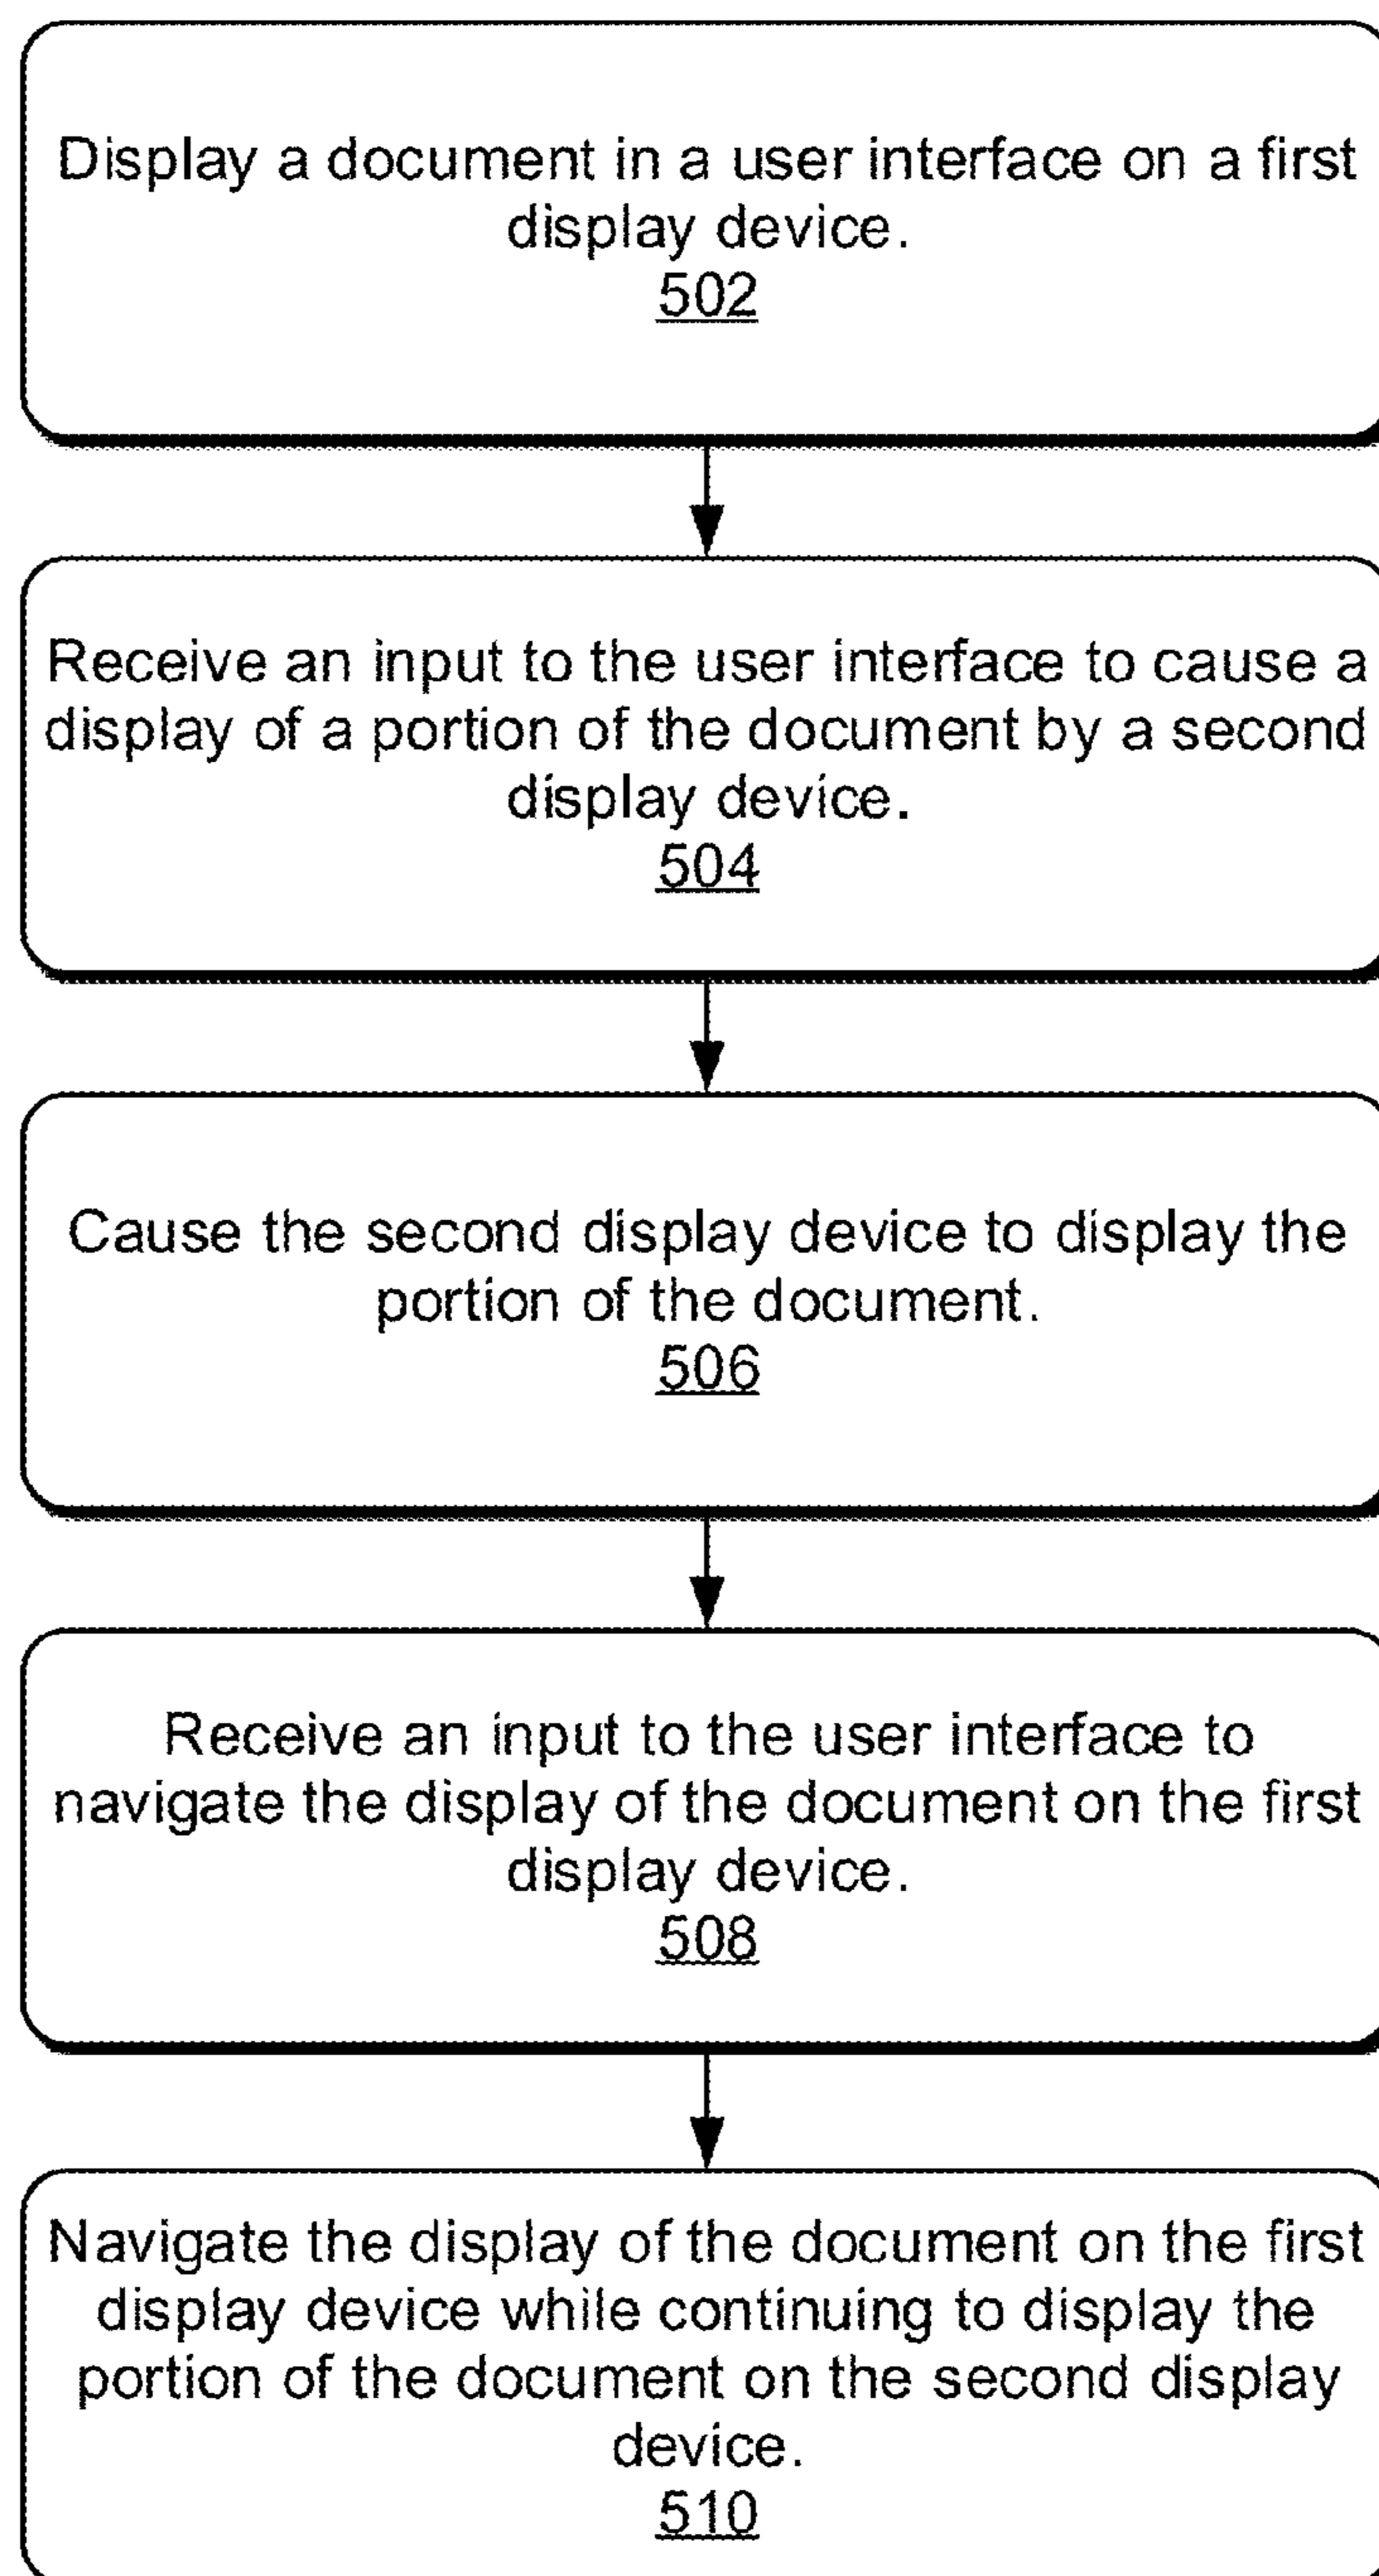 Display a document in a user interface on a first
display device.
502
Receive an input to the user interface to cause a
display of a portion of the document by a second
display device.
504
Cause the second display device to display the
portion of the document.
506
Receive an input to the user interface to
navigate the display of the document on the first
display device.
508
Navigate the display of the document on the first
display device while continuing to display the
portion of the document on the second display
device.
510